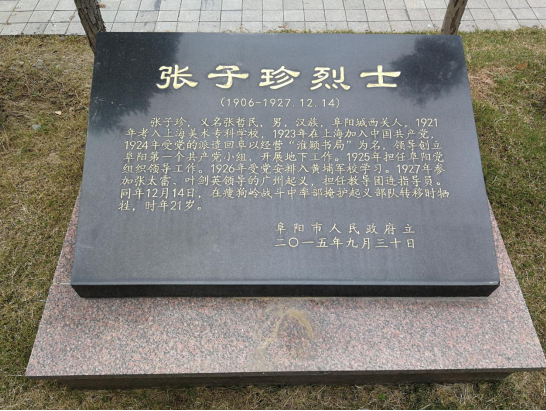 张子珍烈士
(1906-1927.12.14)
张子珍，又名张哲民，男，汉族，阜阳城西关人，1921
年考入上海美术专科学校，1923年在上海加入中国共产党，
1924年受党的派遣回阜以经营“淮颍书局”为名，领导创立
阜阳第一个共产党小组，开展地下工作。1925年担任阜阳党
组织领导工作。1926年受党安排入黄埔军校学习。1927年参
加张太雷、叶剑英领导的广州起义，担任教导团连指导员。
同年12月14日，在瘦狗岭战斗中率部掩护起义部队转移时牺
牲，时年21岁。
阜阳市人民政府立
二〇一五年九月三十日